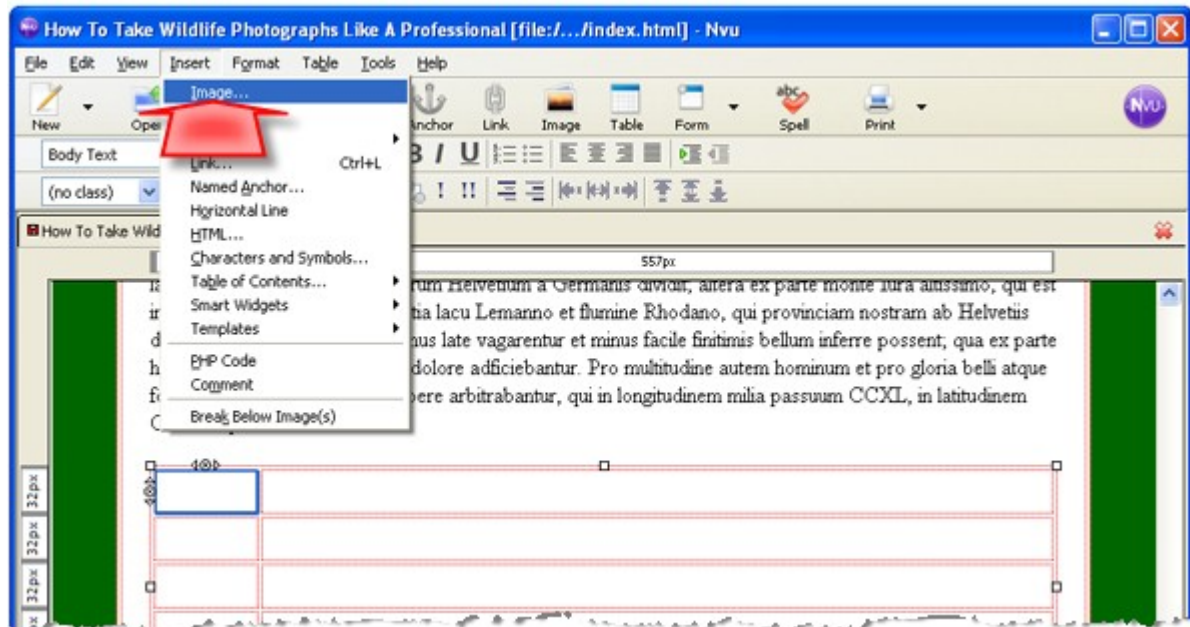 How To Take Wildlife Photographs Like A Professional [file:/.../index.html] - Nvu
File Edit View Insert Format Table Tools Help
Image...
New Open Anchor Link Image Table Form Spell Print
NVU
Body Text B I U
Link... Ctrl+L
(no class) ! !!
Named Anchor...
Horizontal Line
How To Take Wild
HTML...
Characters and Symbols...
557px
Table of Contents...
Smart Widgets
Templates
PHP Code
Comment
Break Below Image(s)
Helvetium a Germanis dividit, altera ex parte monte Iura altissimo, qui est
lacu Lemanno et flumine Rhodano, qui provinciam nostram ab Helvetiis
late vagarentur et minus facile finitimis bellum inferre possent; qua ex parte
dolore adficiebantur. Pro multitudine autem hominum et pro gloria belli atque
arbitrabantur, qui in longitudinem milia passuum CCXL, in latitudinem
32px
32px
32px